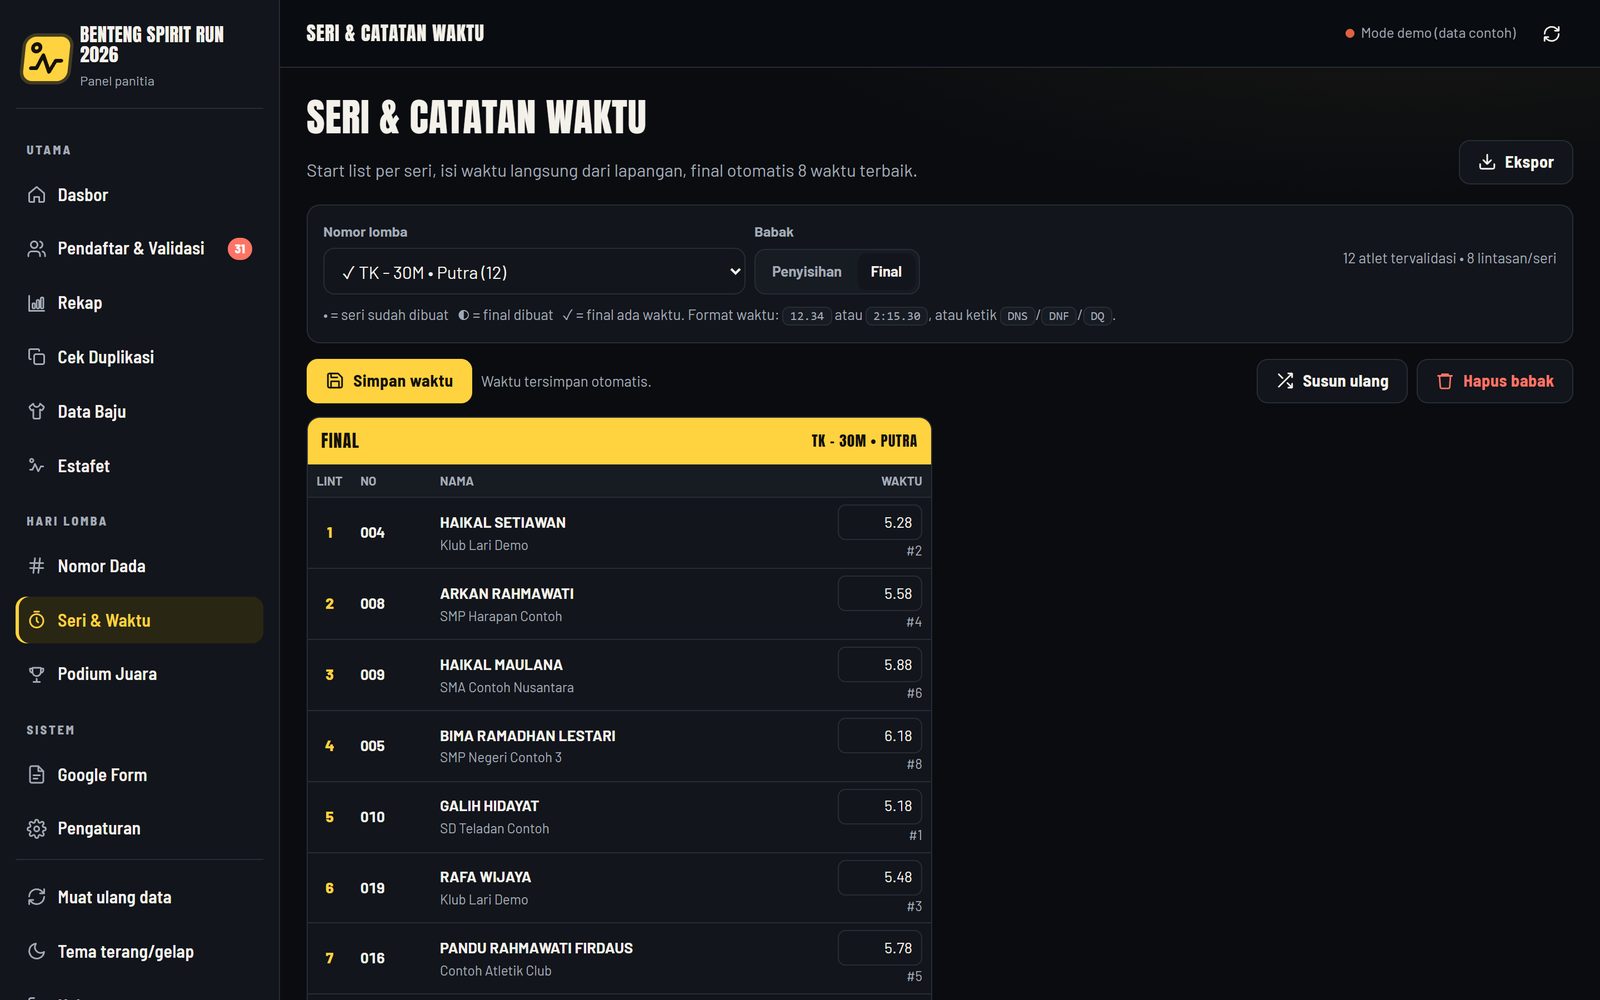 BENTENG SPIRIT RUN
2026
Panel panitia
UTAMA
Dasbor
Pendaftar & Validasi
31
Rekap
Cek Duplikasi
Data Baju
Estafet
HARI LOMBA
Nomor Dada
Seri & Waktu
Podium Juara
SISTEM
Google Form
Pengaturan
Muat ulang data
Tema terang/gelap
SERI & CATATAN WAKTU
Mode demo (data contoh)
SERI & CATATAN WAKTU
Start list per seri, isi waktu langsung dari lapangan, final otomatis 8 waktu terbaik.
Ekspor
Nomor lomba
Babak
✓ TK - 30M • Putra (12)
Penyisihan
Final
12 atlet tervalidasi • 8 lintasan/seri
• = seri sudah dibuat ◐ = final dibuat ✓ = final ada waktu. Format waktu: 12.34 atau 2:15.30, atau ketik DNS/DNF/DQ.
Simpan waktu
Waktu tersimpan otomatis.
Susun ulang
Hapus babak
FINAL
TK - 30M • PUTRA
LINT NO NAMA WAKTU
1 004 HAIKAL SETIAWAN 5.28
Klub Lari Demo #2
2 008 ARKAN RAHMAWATI 5.58
SMP Harapan Contoh #4
3 009 HAIKAL MAULANA 5.88
SMA Contoh Nusantara #6
4 005 BIMA RAMADHAN LESTARI 6.18
SMP Negeri Contoh 3 #8
5 010 GALIH HIDAYAT 5.18
SD Teladan Contoh #1
6 019 RAFA WIJAYA 5.48
Klub Lari Demo #3
7 016 PANDU RAHMAWATI FIRDAUS 5.78
Contoh Atletik Club #5